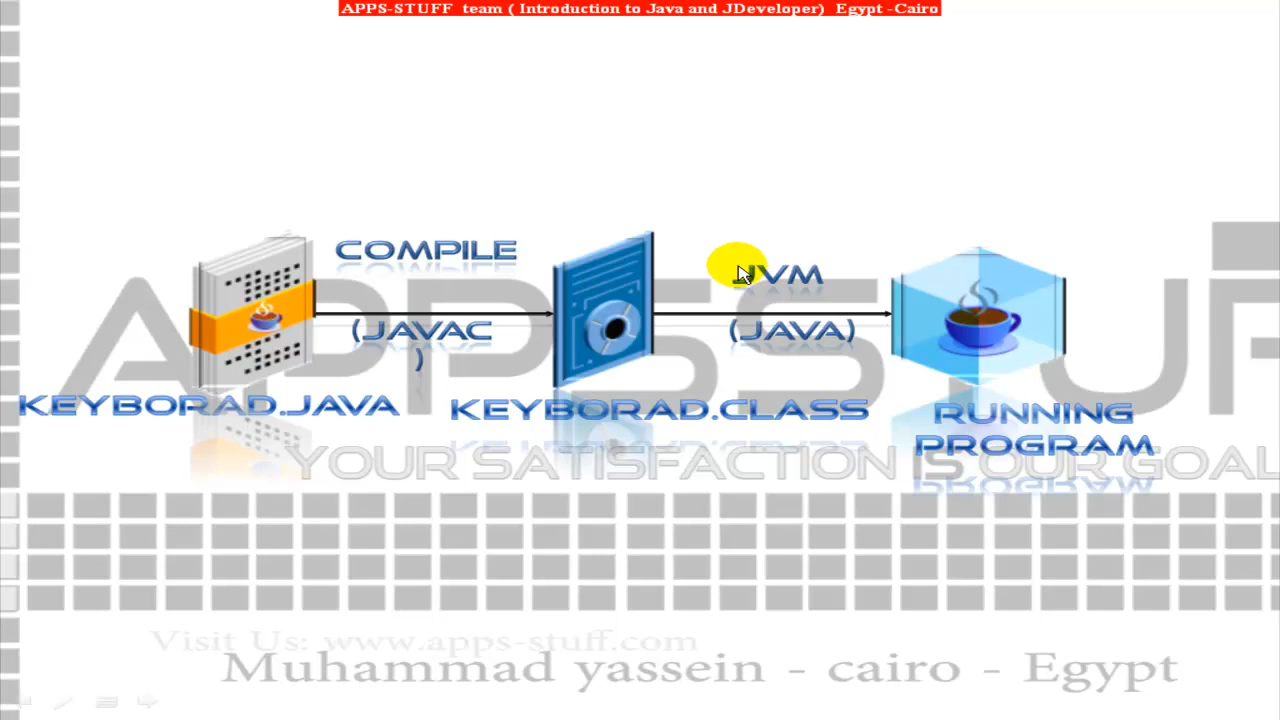 APPS-STUFF team ( Introduction to Java and JDeveloper) Egypt -Cairo
COMPILE
JVM
(JAVAC
)
(JAVA)
KEYBORAD.JAVA
KEYBORAD.CLASS
RUNNING
PROGRAM
APPSSTUF
YOUR SATISFACTION IS OUR GOAL
Visit Us: www.apps-stuff.com
Muhammad yassein - cairo - Egypt